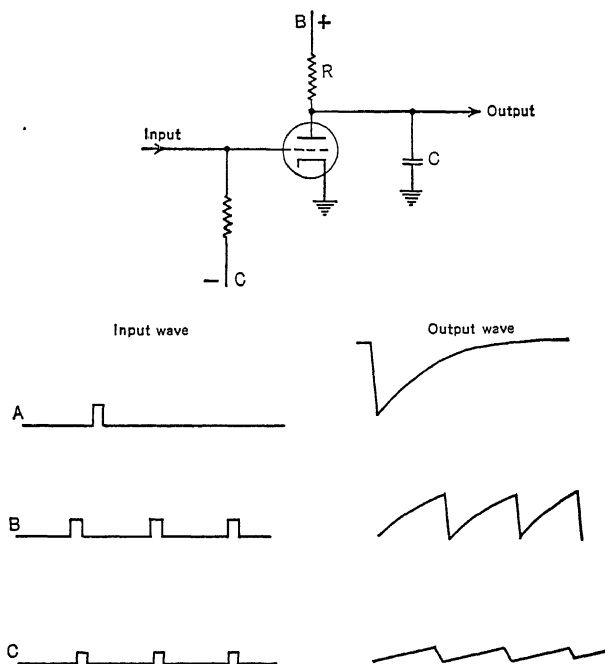 B +
R
Output
Input
C
− C
Input wave
Output wave
A
B
C